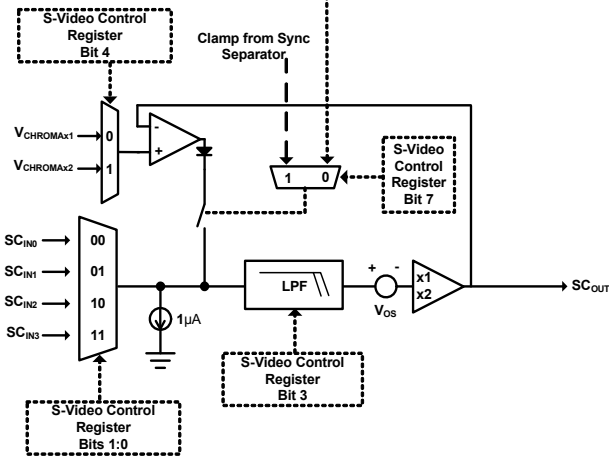 S-Video Control
Register
Bit 4
Clamp from Sync
Separator
VCHROMAx1
0
VCHROMAx2
1
-
+
1 0
S-Video
Control
Register
Bit 7
SCIN0
00
SCIN1
01
SCIN2
10
SCIN3
11
1µA
LPF
+ -
VOS
x1
x2
SCOUT
S-Video Control
Register
Bit 3
S-Video Control
Register
Bits 1:0